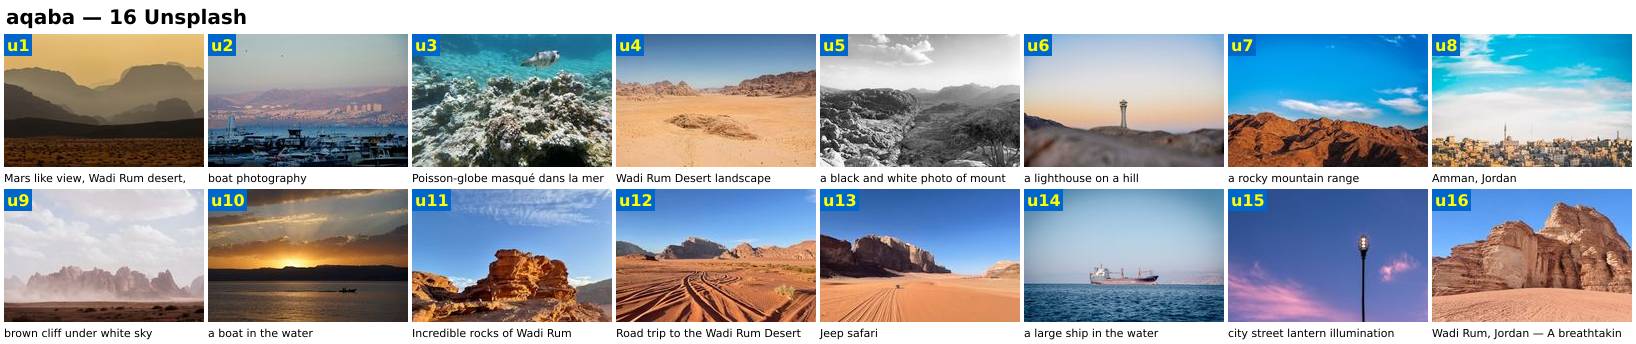 aqaba — 16 Unsplash
u1 u2 u3 u4 u5 u6 u7 u8
Mars like view, Wadi Rum desert, boat photography Poisson-globe masqué dans la mer Wadi Rum Desert landscape a black and white photo of mount a lighthouse on a hill a rocky mountain range Amman, Jordan
u9 u10 u11 u12 u13 u14 u15 u16
brown cliff under white sky a boat in the water Incredible rocks of Wadi Rum Road trip to the Wadi Rum Desert Jeep safari a large ship in the water city street lantern illumination Wadi Rum, Jordan — A breathtakin